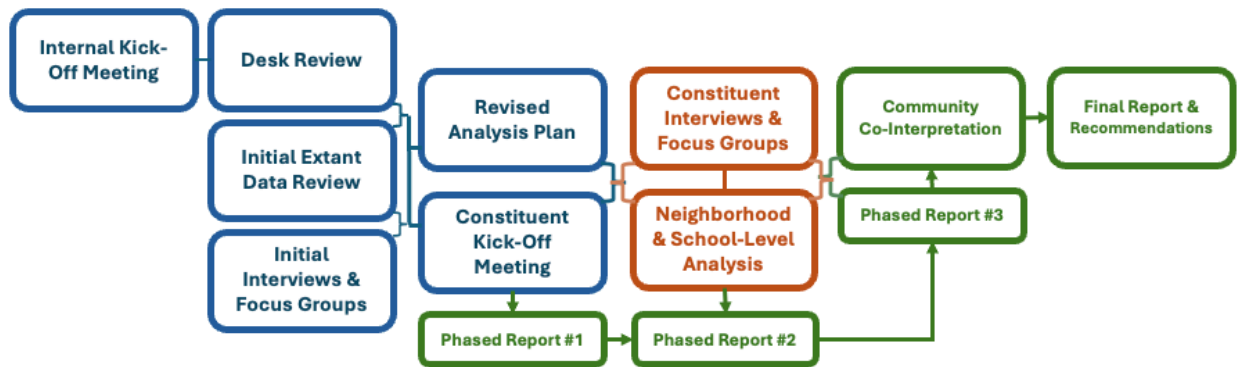 Internal Kick-
Off Meeting
Desk Review
Initial Extant
Data Review
Initial
Interviews &
Focus Groups
Revised
Analysis Plan
Constituent
Kick-Off
Meeting
Phased Report #1
Constituent
Interviews &
Focus Groups
Neighborhood
& School-Level
Analysis
Phased Report #2
Community
Co-Interpretation
Phased Report #3
Final Report &
Recommendations